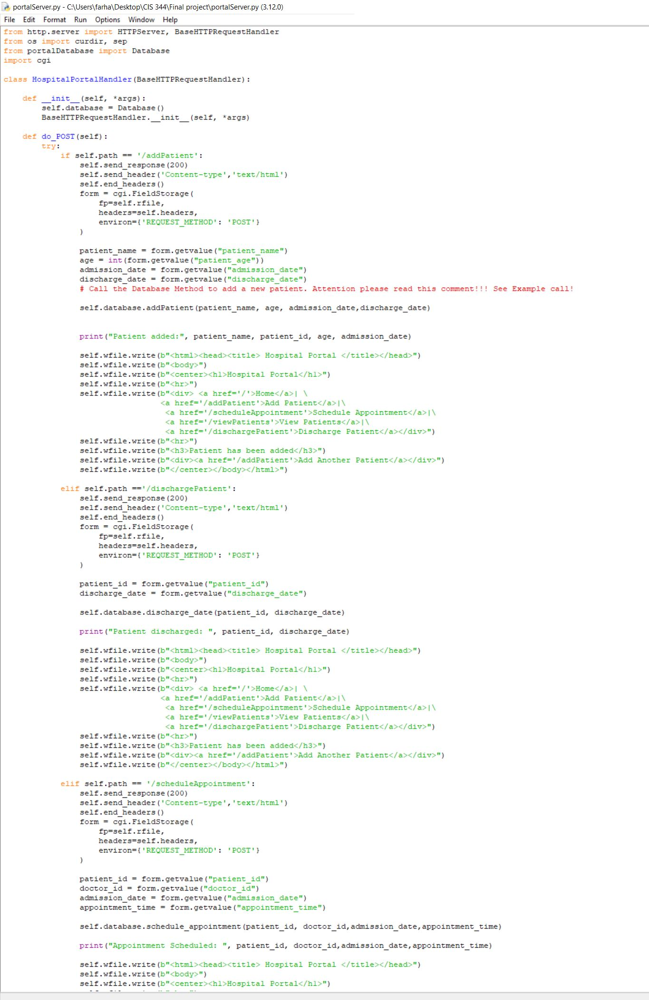 portalServer.py - C:\Users\farha\Desktop\CIS 344\Final project\portalServer.py (3.12.0)
File Edit Format Run Options Window Help
from http.server import HTTPServer, BaseHTTPRequestHandler
from os import curdir, sep
from portalDatabase import Database
import cgi

class HospitalPortalHandler(BaseHTTPRequestHandler):

    def __init__(self, *args):
        self.database = Database()
        BaseHTTPRequestHandler.__init__(self, *args)

    def do_POST(self):
        try:
            if self.path == '/addPatient':
                self.send_response(200)
                self.send_header('Content-type','text/html')
                self.end_headers()
                form = cgi.FieldStorage(
                    fp=self.rfile,
                    headers=self.headers,
                    environ={'REQUEST_METHOD': 'POST'}
                )

                patient_name = form.getvalue("patient_name")
                age = int(form.getvalue("patient_age"))
                admission_date = form.getvalue("admission_date")
                discharge_date = form.getvalue("discharge_date")
                # Call the Database Method to add a new patient. Attention please read this comment!!! See Example call!

                self.database.addPatient(patient_name, age, admission_date,discharge_date)


                print("Patient added:", patient_name, patient_id, age, admission_date)

                self.wfile.write(b"<html><head><title> Hospital Portal </title></head>")
                self.wfile.write(b"<body>")
                self.wfile.write(b"<center><h1>Hospital Portal</h1>")
                self.wfile.write(b"<hr>")
                self.wfile.write(b"<div> <a href='/'>Home</a>| \
                                 <a href='/addPatient'>Add Patient</a>|\
                                  <a href='/scheduleAppointment'>Schedule Appointment</a>|\
                                  <a href='/viewPatients'>View Patients</a>|\
                                  <a href='/dischargePatient'>Discharge Patient</a></div>")
                self.wfile.write(b"<hr>")
                self.wfile.write(b"<h3>Patient has been added</h3>")
                self.wfile.write(b"<div><a href='/addPatient'>Add Another Patient</a></div>")
                self.wfile.write(b"</center></body></html>")

            elif self.path =='/dischargePatient':
                self.send_response(200)
                self.send_header('Content-type','text/html')
                self.end_headers()
                form = cgi.FieldStorage(
                    fp=self.rfile,
                    headers=self.headers,
                    environ={'REQUEST_METHOD': 'POST'}
                )

                patient_id = form.getvalue("patient_id")
                discharge_date = form.getvalue("discharge_date")

                self.database.discharge_date(patient_id, discharge_date)

                print("Patient discharged: ", patient_id, discharge_date)

                self.wfile.write(b"<html><head><title> Hospital Portal </title></head>")
                self.wfile.write(b"<body>")
                self.wfile.write(b"<center><h1>Hospital Portal</h1>")
                self.wfile.write(b"<hr>")
                self.wfile.write(b"<div> <a href='/'>Home</a>| \
                                 <a href='/addPatient'>Add Patient</a>|\
                                  <a href='/scheduleAppointment'>Schedule Appointment</a>|\
                                  <a href='/viewPatients'>View Patients</a>|\
                                  <a href='/dischargePatient'>Discharge Patient</a></div>")
                self.wfile.write(b"<hr>")
                self.wfile.write(b"<h3>Patient has been added</h3>")
                self.wfile.write(b"<div><a href='/addPatient'>Add Another Patient</a></div>")
                self.wfile.write(b"</center></body></html>")

            elif self.path == '/scheduleAppointment':
                self.send_response(200)
                self.send_header('Content-type','text/html')
                self.end_headers()
                form = cgi.FieldStorage(
                    fp=self.rfile,
                    headers=self.headers,
                    environ={'REQUEST_METHOD': 'POST'}
                )

                patient_id = form.getvalue("patient_id")
                doctor_id = form.getvalue("doctor_id")
                admission_date = form.getvalue("admission_date")
                appointment_time = form.getvalue("appointment_time")

                self.database.schedule_appointment(patient_id, doctor_id,admission_date,appointment_time)

                print("Appointment Scheduled: ", patient_id, doctor_id,admission_date,appointment_time)

                self.wfile.write(b"<html><head><title> Hospital Portal </title></head>")
                self.wfile.write(b"<body>")
                self.wfile.write(b"<center><h1>Hospital Portal</h1>")